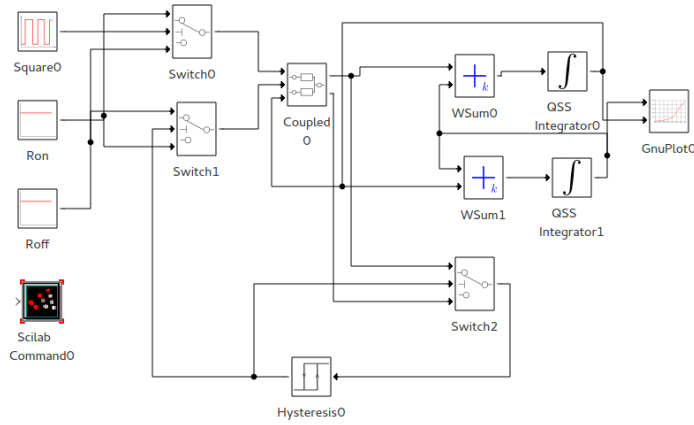 Square0
Switch0
Ron
Switch1
Roff
Scilab
Command0
Coupled
0
k
WSum0
QSS
Integrator0
GnuPlot0
k
WSum1
QSS
Integrator1
Switch2
Hysteresis0